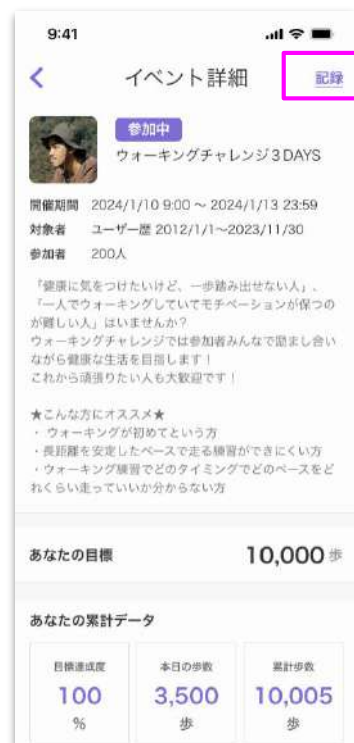 9:41
イベント詳細
記録
参加中
ウォーキングチャレンジ3DAYS
開催期間 2024/1/10 9:00 ~ 2024/1/13 23:59
対象者 ユーザー歴 2012/1/1~2023/11/30
参加者 200人
「健康に気をつけたいけど、一歩踏み出せない人」、
「一人でウォーキングしていてモチベーションが保つの
が難しい人」はいませんか?
ウォーキングチャレンジでは参加者みんなで励まし合い
ながら健康な生活を目指します!
これから頑張りたい人も大歓迎です!
★こんな方にオススメ★
・ ウォーキングが初めてという方
・長距離を安定したペースで走る練習ができにくい方
・ウォーキング練習でどのタイミングでどのペースをど
れくらい走っていいか分からない方
あなたの目標 10,000 歩
あなたの累計データ
目標達成度 本日の歩数 累計歩数
100 3,500 10,005
% 歩 歩